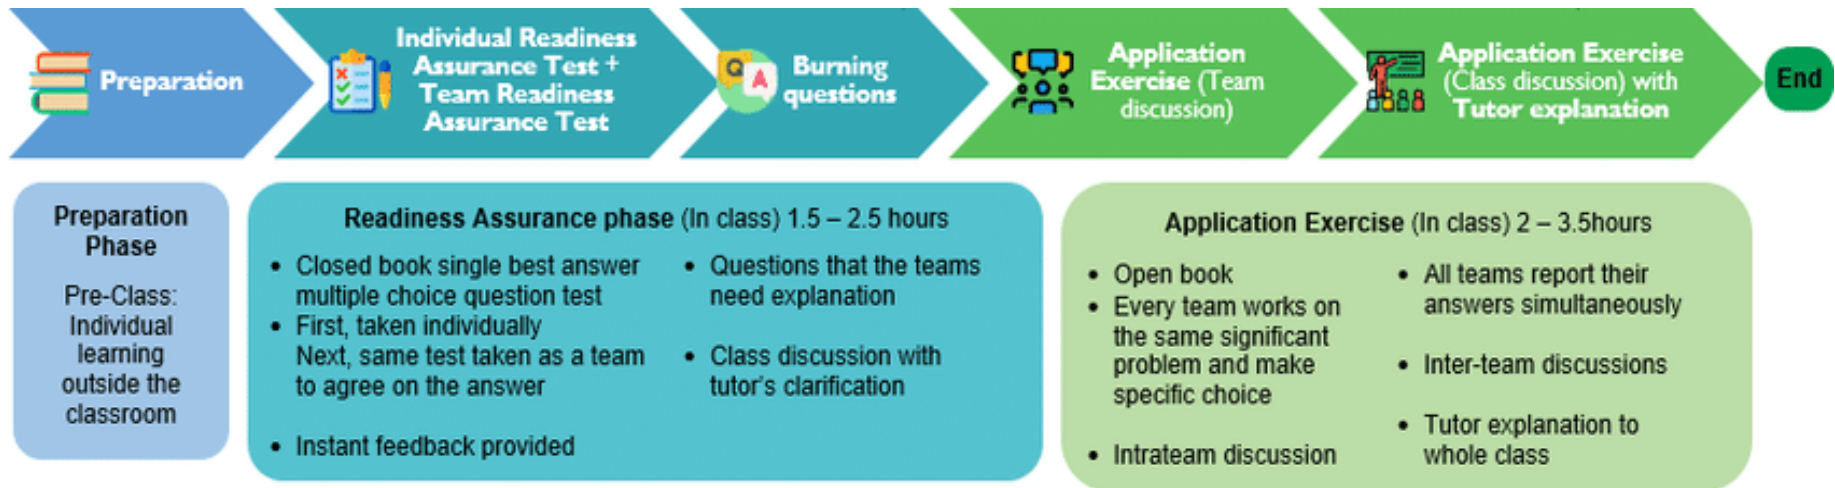 Preparation
Individual Readiness
Assurance Test +
Team Readiness
Assurance Test
Q
A
Burning
questions
Application
Exercise (Team
discussion)
Application Exercise
(Class discussion) with
Tutor explanation
End
Preparation
Phase
Pre-Class:
Individual
learning
outside the
classroom
Readiness Assurance phase (In class) 1.5 – 2.5 hours
• Closed book single best answer
multiple choice question test
• First, taken individually
Next, same test taken as a team
to agree on the answer
• Instant feedback provided
• Questions that the teams
need explanation
• Class discussion with
tutor's clarification
Application Exercise (In class) 2 – 3.5hours
• Open book
• Every team works on
the same significant
problem and make
specific choice
• Intrateam discussion
• All teams report their
answers simultaneously
• Inter-team discussions
• Tutor explanation to
whole class